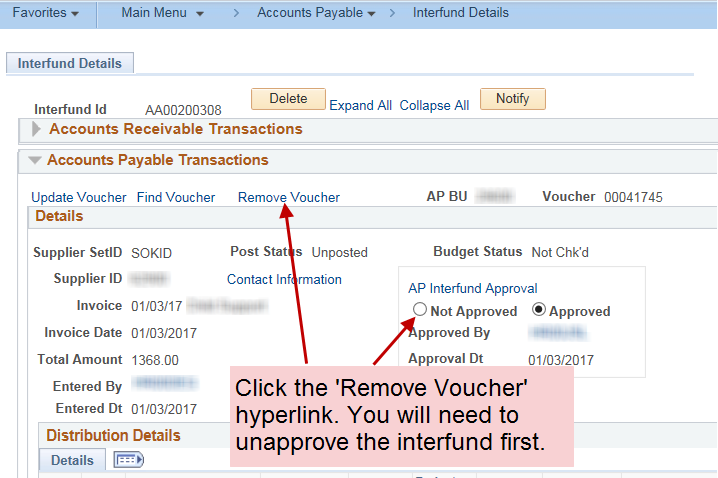 Favorites Main Menu > Accounts Payable > Interfund Details
Interfund Details
Interfund Id AA00200308 Delete Expand All Collapse All Notify
Accounts Receivable Transactions
Accounts Payable Transactions
Update Voucher Find Voucher Remove Voucher AP BU Voucher 00041745
Details
Supplier SetID SOKID Post Status Unposted Budget Status Not Chk'd
Supplier ID Contact Information AP Interfund Approval
Invoice 01/03/17 Not Approved Approved
Invoice Date 01/03/2017 Approved By
Total Amount 1368.00 Approval Dt 01/03/2017
Entered By
Entered Dt 01/03/2017
Click the 'Remove Voucher'
hyperlink. You will need to
unapprove the interfund first.
Distribution Details
Details